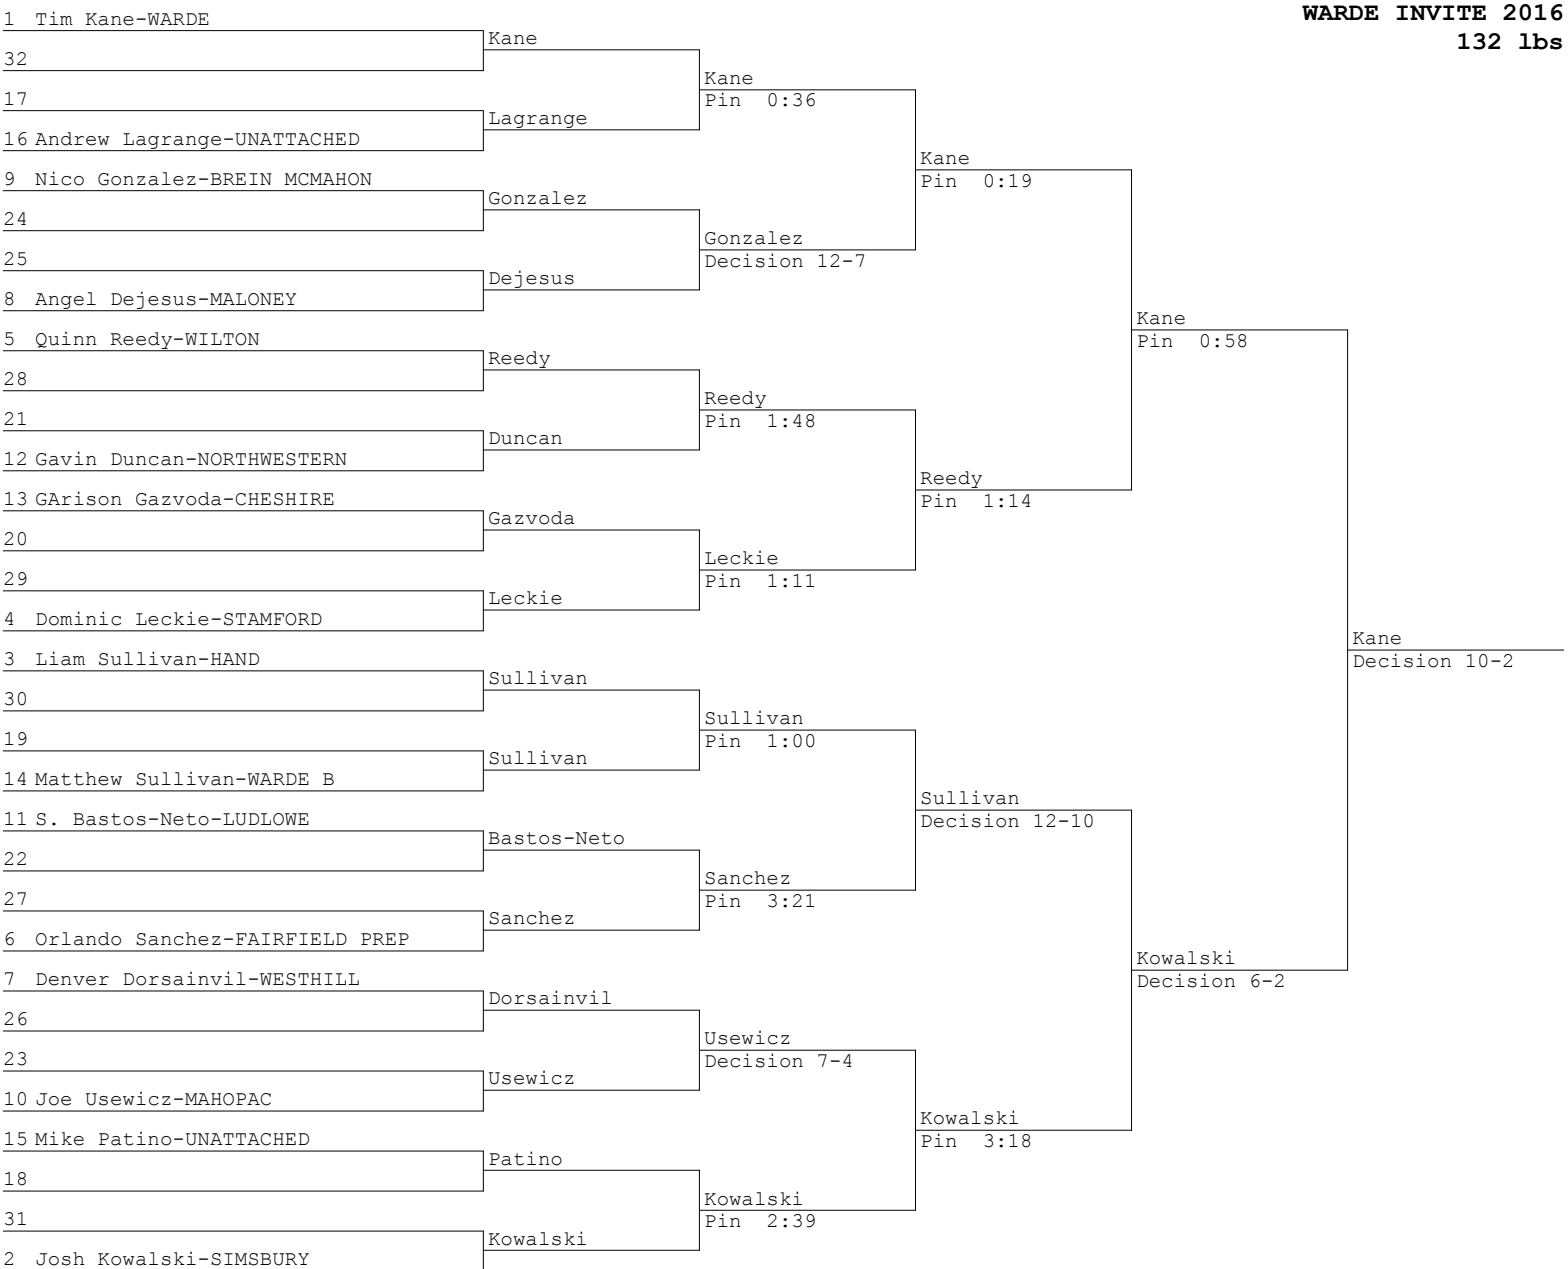 WARDE INVITE 2016
132 lbs
1 Tim Kane-WARDE
32
17
16 Andrew Lagrange-UNATTACHED
9 Nico Gonzalez-BREIN MCMAHON
24
25
8 Angel Dejesus-MALONEY
5 Quinn Reedy-WILTON
28
21
12 Gavin Duncan-NORTHWESTERN
13 GArison Gazvoda-CHESHIRE
20
29
4 Dominic Leckie-STAMFORD
3 Liam Sullivan-HAND
30
19
14 Matthew Sullivan-WARDE B
11 S. Bastos-Neto-LUDLOWE
22
27
6 Orlando Sanchez-FAIRFIELD PREP
7 Denver Dorsainvil-WESTHILL
26
23
10 Joe Usewicz-MAHOPAC
15 Mike Patino-UNATTACHED
18
31
2 Josh Kowalski-SIMSBURY
Kane
Lagrange
Gonzalez
Dejesus
Reedy
Duncan
Gazvoda
Leckie
Sullivan
Sullivan
Bastos-Neto
Sanchez
Dorsainvil
Usewicz
Patino
Kowalski
Kane
Pin 0:36
Gonzalez
Decision 12-7
Reedy
Pin 1:48
Leckie
Pin 1:11
Sullivan
Pin 1:00
Sanchez
Pin 3:21
Usewicz
Decision 7-4
Kowalski
Pin 2:39
Kane
Pin 0:19
Reedy
Pin 1:14
Sullivan
Decision 12-10
Kowalski
Pin 3:18
Kane
Pin 0:58
Kowalski
Decision 6-2
Kane
Decision 10-2